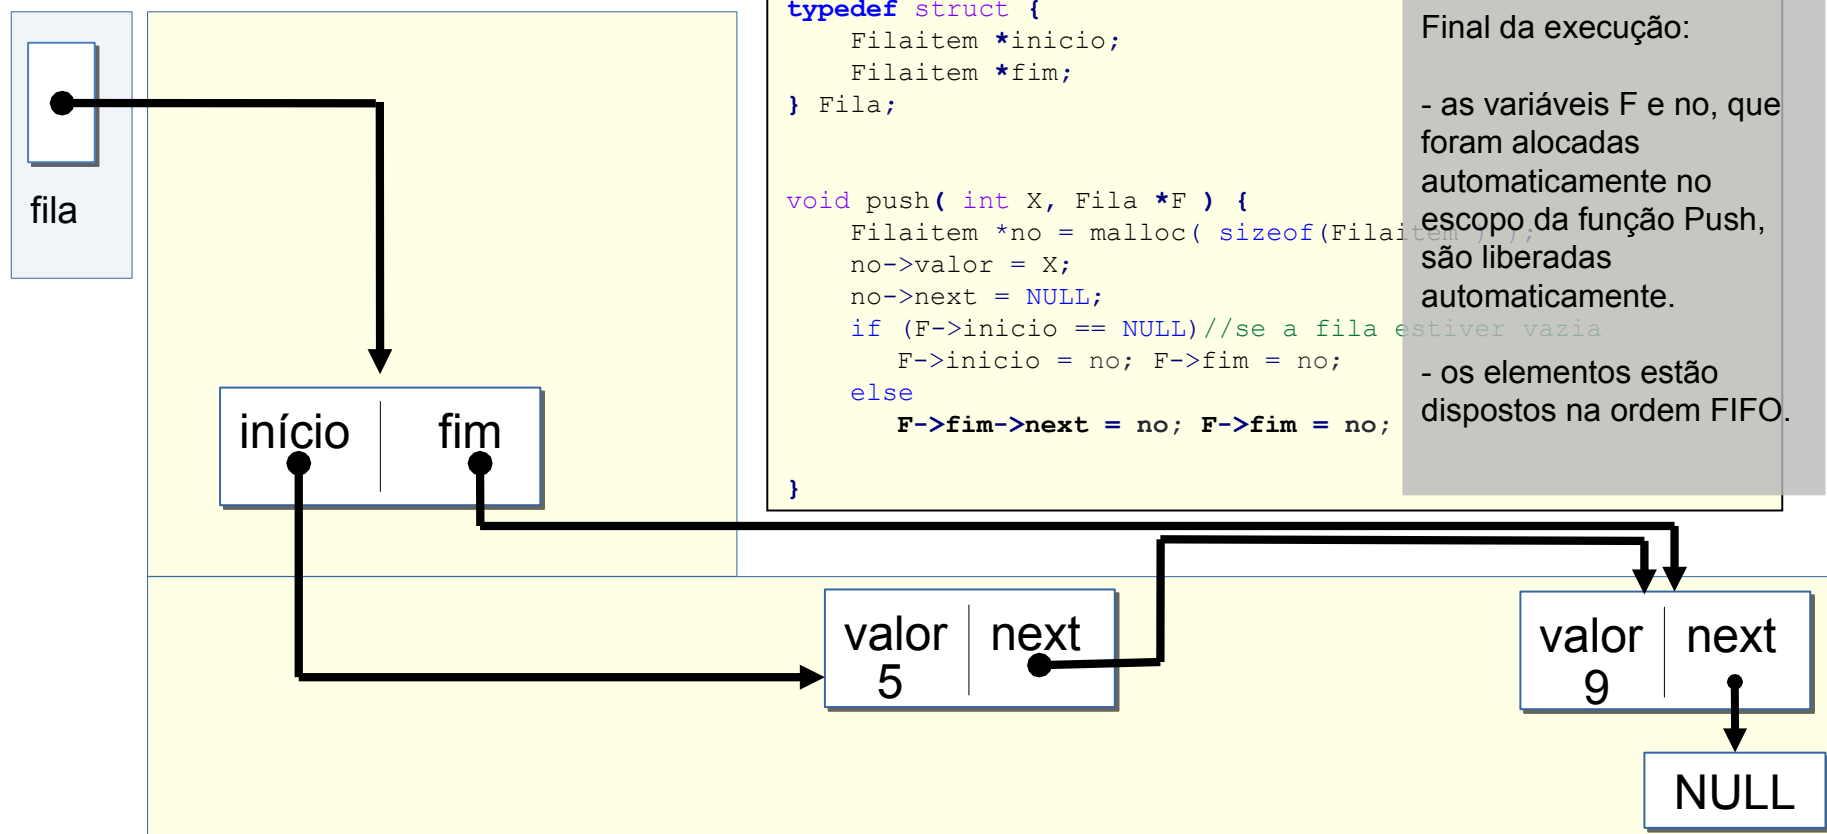 fila
início fim
typedef struct {
Filaitem *inicio;
Filaitem *fim;
} Fila;
void push( int X, Fila *F ) {
Filaitem *no = malloc( sizeof(Filaitem ) );
no->valor = X;
no->next = NULL;
if (F->inicio == NULL)//se a fila estiver vazia
F->inicio = no; F->fim = no;
else
F->fim->next = no; F->fim = no;
}
Final da execução:
- as variáveis F e no, que
foram alocadas
automaticamente no
escopo da função Push,
são liberadas
automaticamente.
- os elementos estão
dispostos na ordem FIFO.
valor next
5
valor next
9
NULL